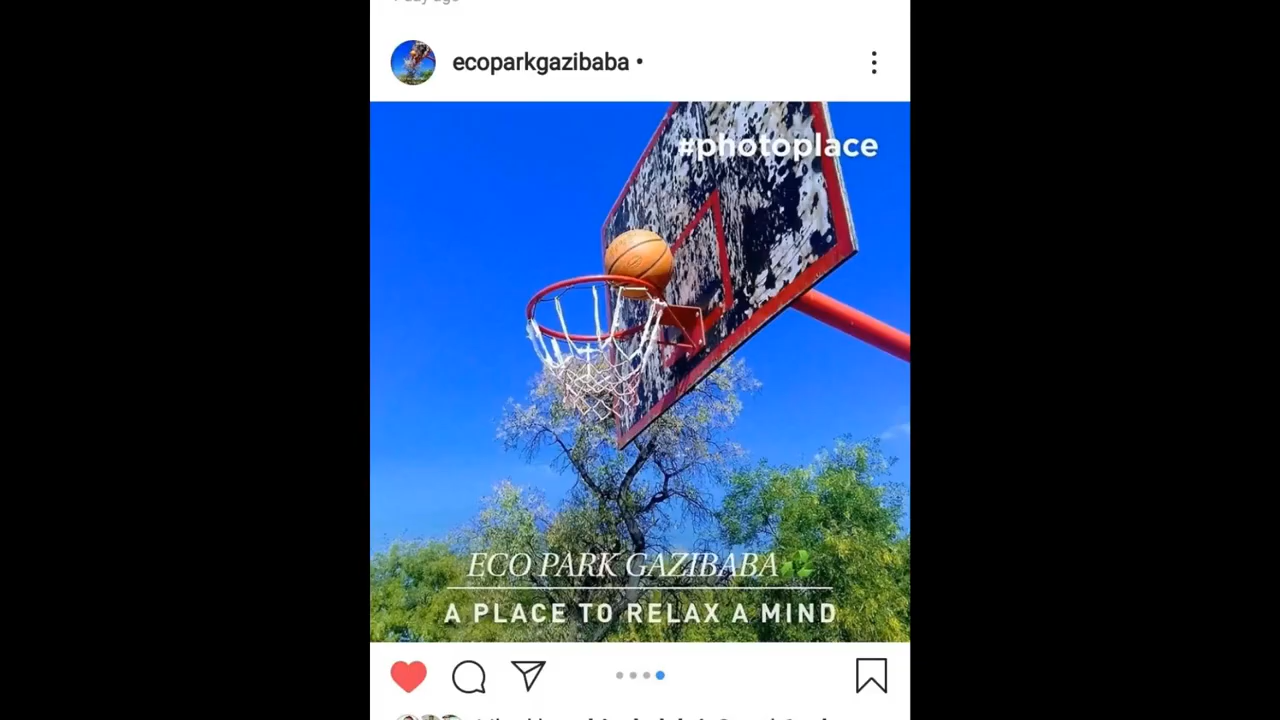 ecoparkgazibaba •
#photoplace
ECO PARK GAZIBABA
A PLACE TO RELAX A MIND